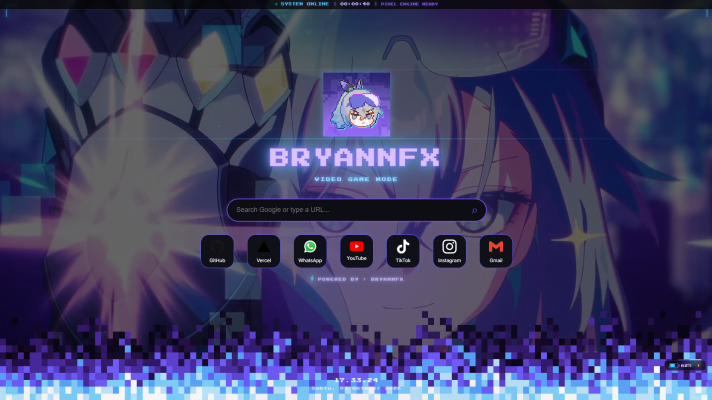 SYSTEM ONLINE | 00:00:40 | PIXEL ENGINE READY
BRYANNFX
VIDEO GAME MODE
Search Google or type a URL...
GitHub
Vercel
WhatsApp
YouTube
TikTok
Instagram
Gmail
POWERED BY : BRYANNFX
17.33.24